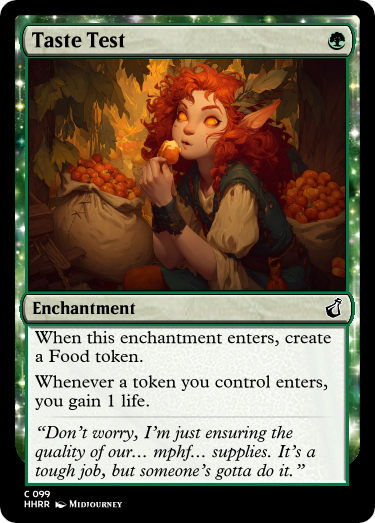 Taste Test
Enchantment
When this enchantment enters, create
a Food token.
Whenever a token you control enters,
you gain 1 life.
“Don’t worry, I’m just ensuring the
quality of our… mphf… supplies. It’s a
tough job, but someone’s gotta do it.”
C 099
HHRR Midjourney